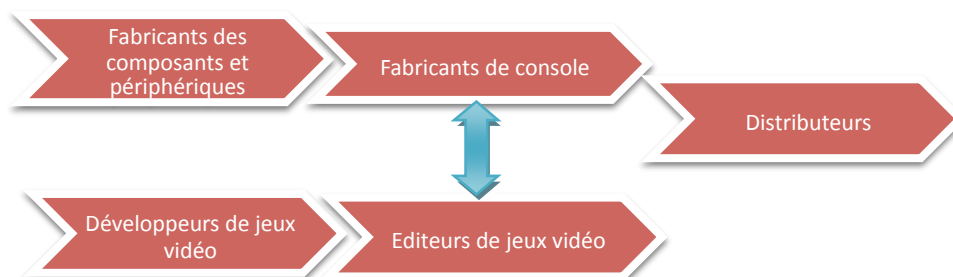 Fabricants des
composants et
périphériques
Fabricants de console
Distributeurs
Développeurs de jeux
vidéo
Editeurs de jeux vidéo